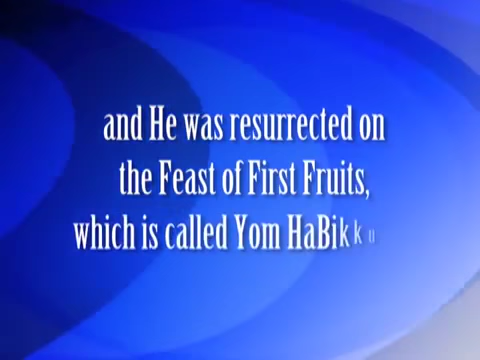 and He was resurrected on
the Feast of First Fruits,
which is called Yom HaBikku